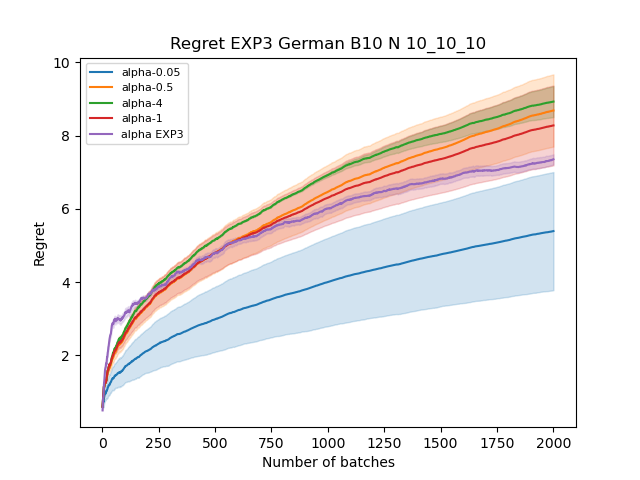 Regret EXP3 German B10 N 10_10_10
10
8
6
4
2
Regret
alpha-0.05
alpha-0.5
alpha-4
alpha-1
alpha EXP3
0 250 500 750 1000 1250 1500 1750 2000
Number of batches